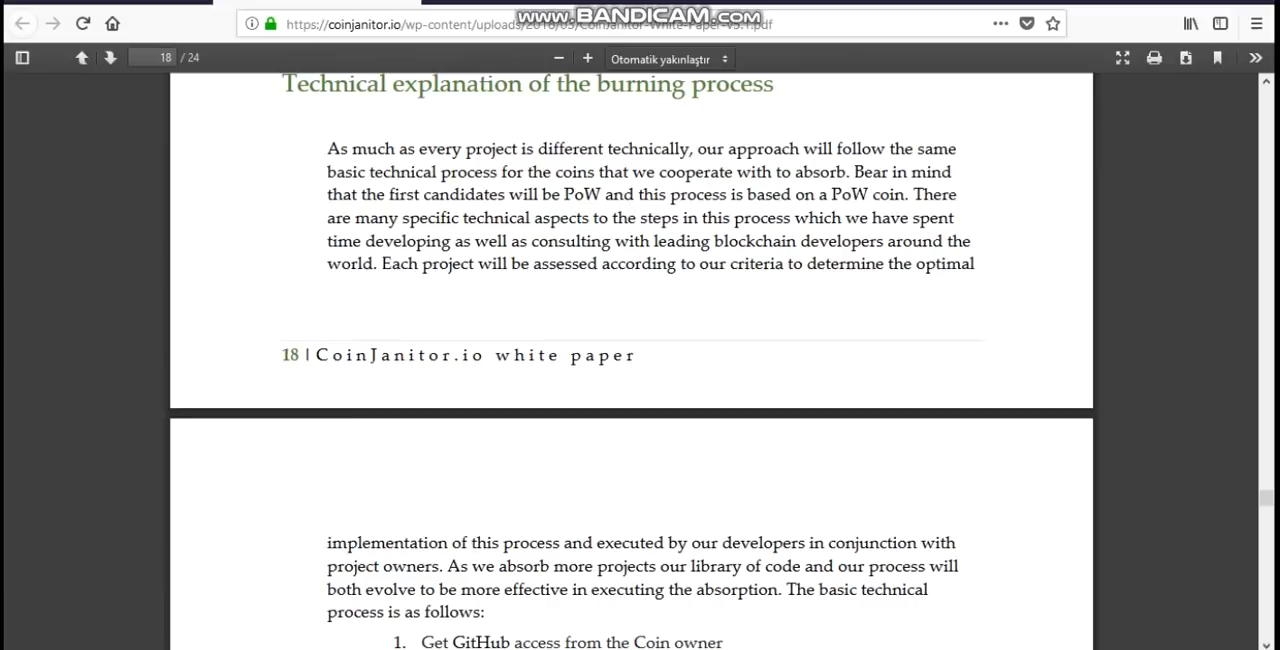 www.BANDICAM.com
https://coinjanitor.io/wp-content/uploads/2018/03/CoinJanitor-White-Paper-v3.1.pdf
18 / 24
Otomatik yakınlaştır
Technical explanation of the burning process
As much as every project is different technically, our approach will follow the same
basic technical process for the coins that we cooperate with to absorb. Bear in mind
that the first candidates will be PoW and this process is based on a PoW coin. There
are many specific technical aspects to the steps in this process which we have spent
time developing as well as consulting with leading blockchain developers around the
world. Each project will be assessed according to our criteria to determine the optimal
18 | CoinJanitor.io white paper
implementation of this process and executed by our developers in conjunction with
project owners. As we absorb more projects our library of code and our process will
both evolve to be more effective in executing the absorption. The basic technical
process is as follows:
1. Get GitHub access from the Coin owner